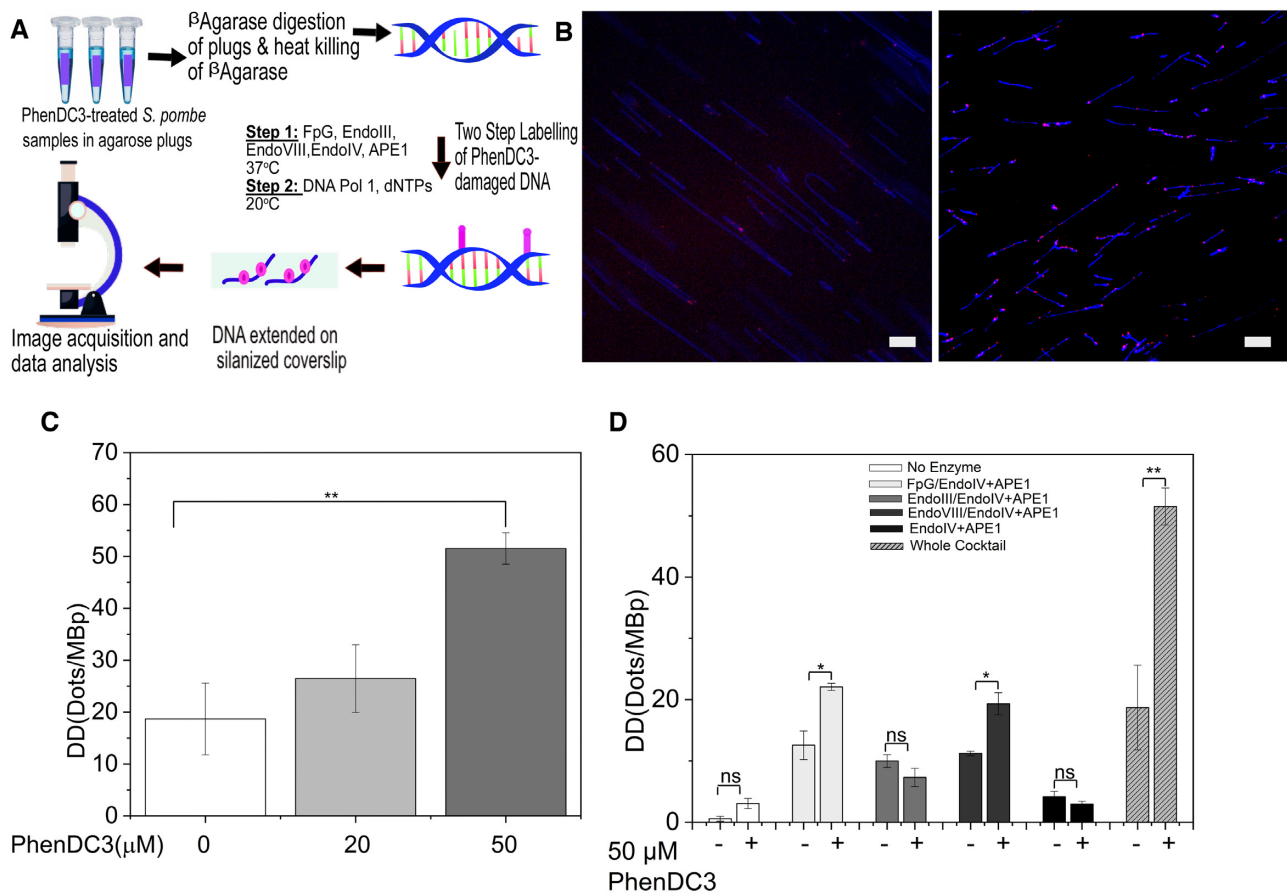 A
βAgarase digestion
of plugs & heat killing
of βAgarase
PhenDC3-treated S. pombe
samples in agarose plugs
Step 1: FpG, EndoIII,
EndoVIII,EndoIV, APE1
37°C
Step 2: DNA Pol 1, dNTPs
20°C
Two Step Labelling
of PhenDC3-
damaged DNA
Image acquisition and
data analysis
DNA extended on
silanized coverslip
B
C
DD(Dots/MBp)
70
60
50
40
30
20
10
0
**
PhenDC3(μM) 0 20 50
D
DD(Dots/MBp)
60
40
20
0
No Enzyme
FpG/EndoIV+APE1
EndoIII/EndoIV+APE1
EndoVIII/EndoIV+APE1
EndoIV+APE1
Whole Cocktail
ns
*
ns
*
ns
**
- + - + - + - + - + - +
50 μM
PhenDC3